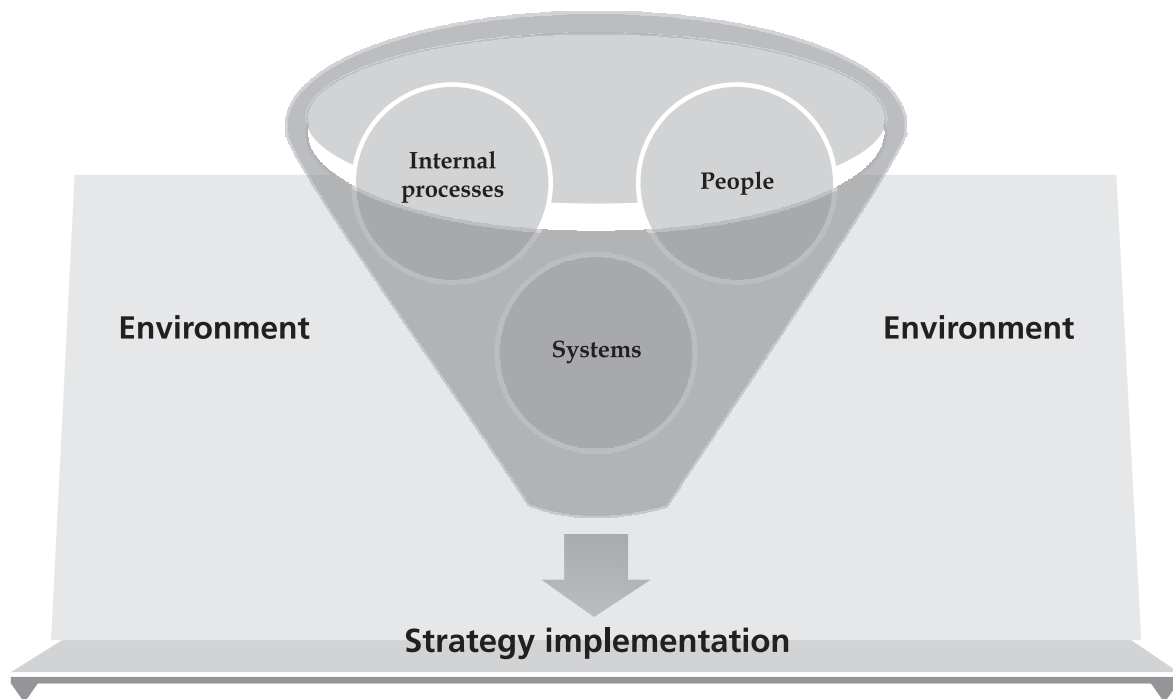 Internal
processes
People
Environment
Environment
Systems
Strategy implementation